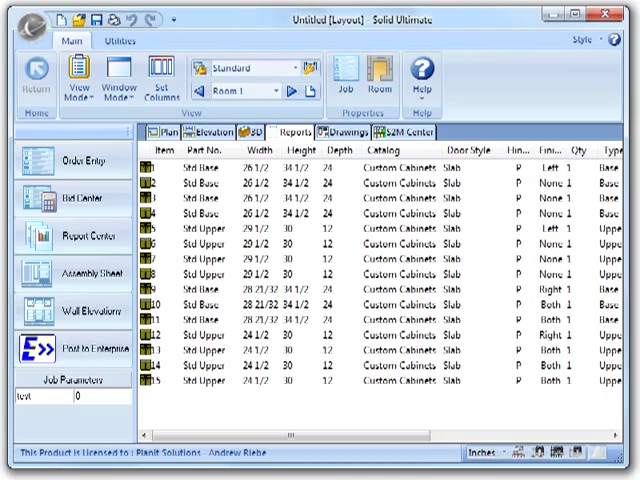 Untitled [Layout] - Solid Ultimate
Main Utilities Style
Return View Mode Window Mode Set Columns Standard Room 1 Job Room Help
Home View Properties Help
Plan Elevation 3D Reports Drawings S2M Center
Item Part No. Width Height Depth Catalog Door Style Hin... Fini... Qty Type
1 Std Base 26 1/2 34 1/2 24 Custom Cabinets Slab P Left 1 Base
2 Std Base 26 1/2 34 1/2 24 Custom Cabinets Slab P None 1 Base
3 Std Base 26 1/2 34 1/2 24 Custom Cabinets Slab P None 1 Base
4 Std Base 26 1/2 34 1/2 24 Custom Cabinets Slab P None 1 Base
5 Std Upper 29 1/2 30 12 Custom Cabinets Slab P Left 1 Uppe
6 Std Upper 29 1/2 30 12 Custom Cabinets Slab P None 1 Uppe
7 Std Upper 29 1/2 30 12 Custom Cabinets Slab P None 1 Uppe
8 Std Upper 29 1/2 30 12 Custom Cabinets Slab P None 1 Uppe
9 Std Base 28 21/32 34 1/2 24 Custom Cabinets Slab P Right 1 Base
10 Std Base 28 21/32 34 1/2 24 Custom Cabinets Slab P Both 1 Base
11 Std Base 28 21/32 34 1/2 24 Custom Cabinets Slab P Both 1 Base
12 Std Upper 24 1/2 30 12 Custom Cabinets Slab P Right 1 Uppe
13 Std Upper 24 1/2 30 12 Custom Cabinets Slab P Both 1 Uppe
14 Std Upper 24 1/2 30 12 Custom Cabinets Slab P Both 1 Uppe
15 Std Upper 24 1/2 30 12 Custom Cabinets Slab P Both 1 Uppe
Order Entry
Bid Center
Report Center
Assembly Sheet
Wall Elevations
E>> Post to Enterprise
Job Parameters
test 0
This Product is Licensed to : Planit Solutions - Andrew Riebe Inches